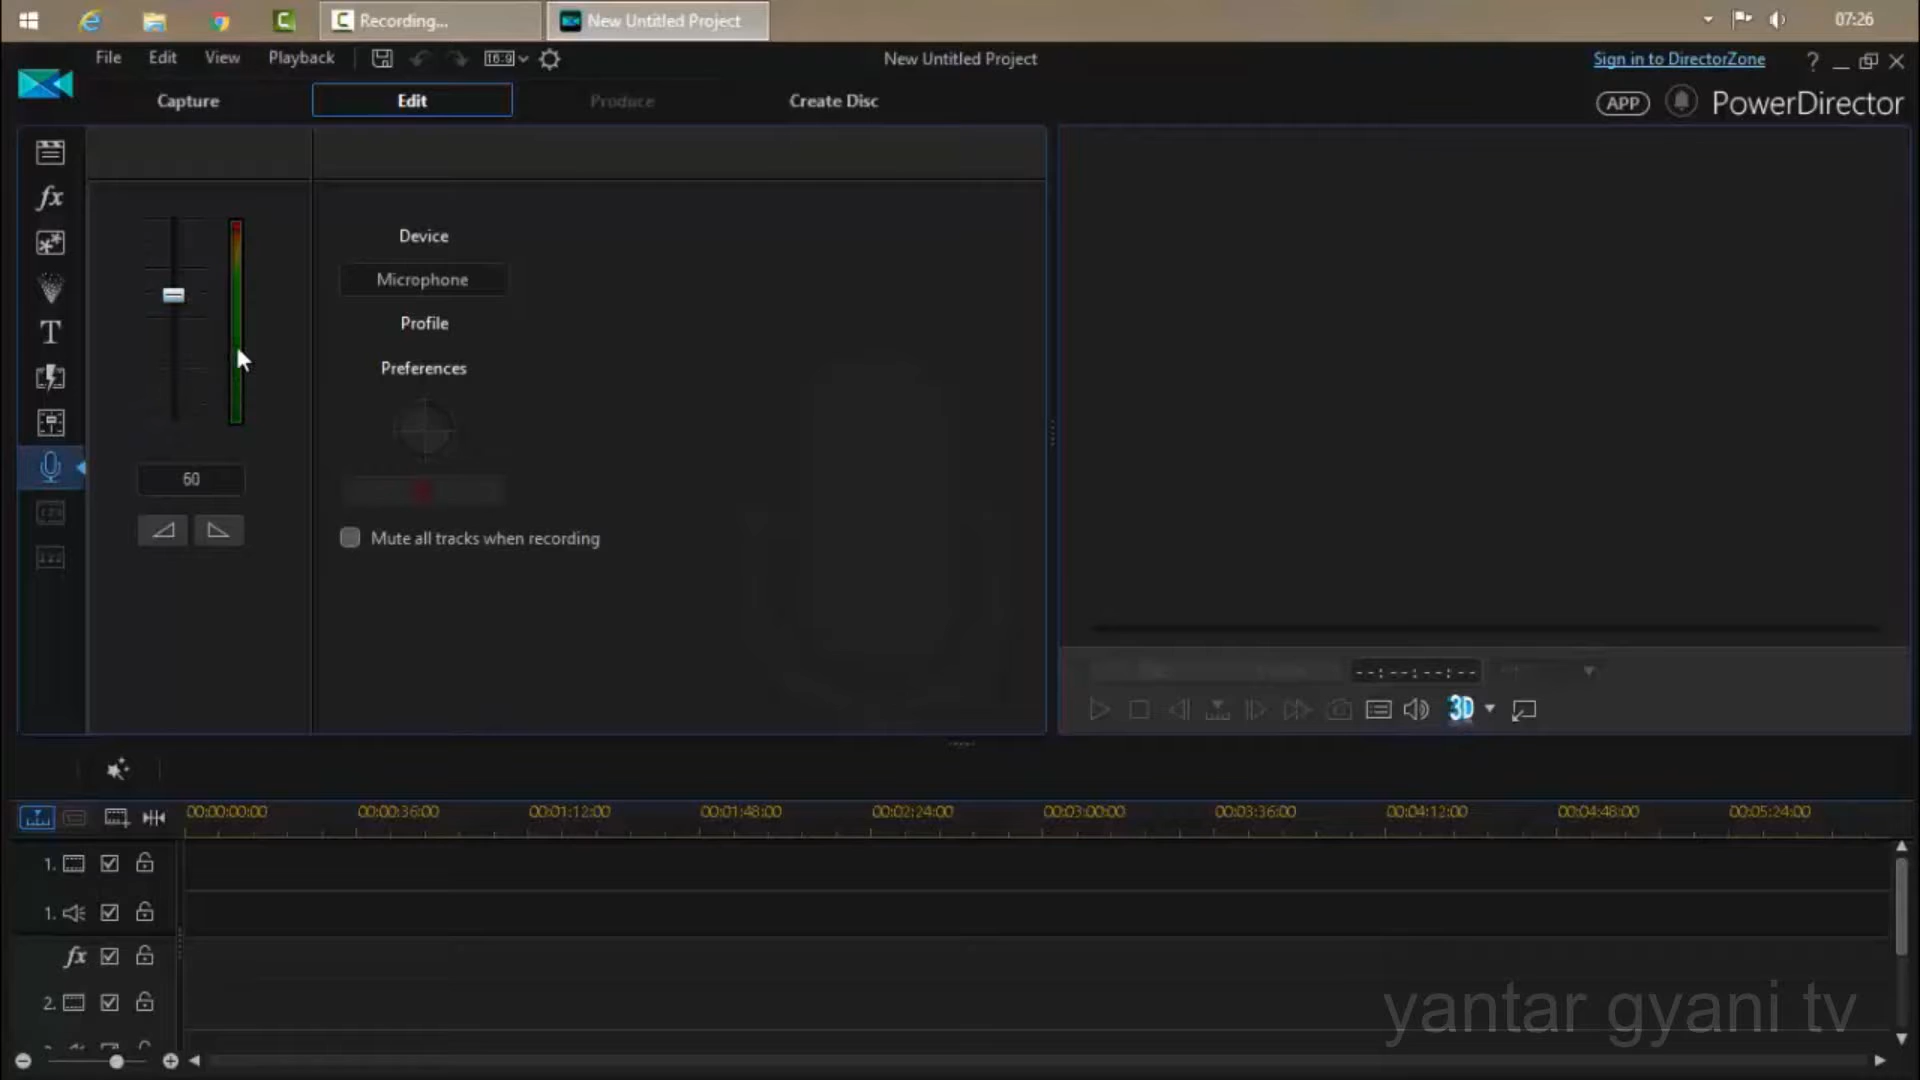 Recording...
New Untitled Project
07:26
File
Edit
View
Playback
16:9
New Untitled Project
Sign in to DirectorZone
?
Capture
Edit
Produce
Create Disc
APP
PowerDirector
fx
T
Device
Microphone
Profile
Preferences
60
Mute all tracks when recording
--:--:--:--
3D
00:00:00:00
00:00:36:00
00:01:12:00
00:01:48:00
00:02:24:00
00:03:00:00
00:03:36:00
00:04:12:00
00:04:48:00
00:05:24:00
1.
1.
fx
2.
yantar gyani tv